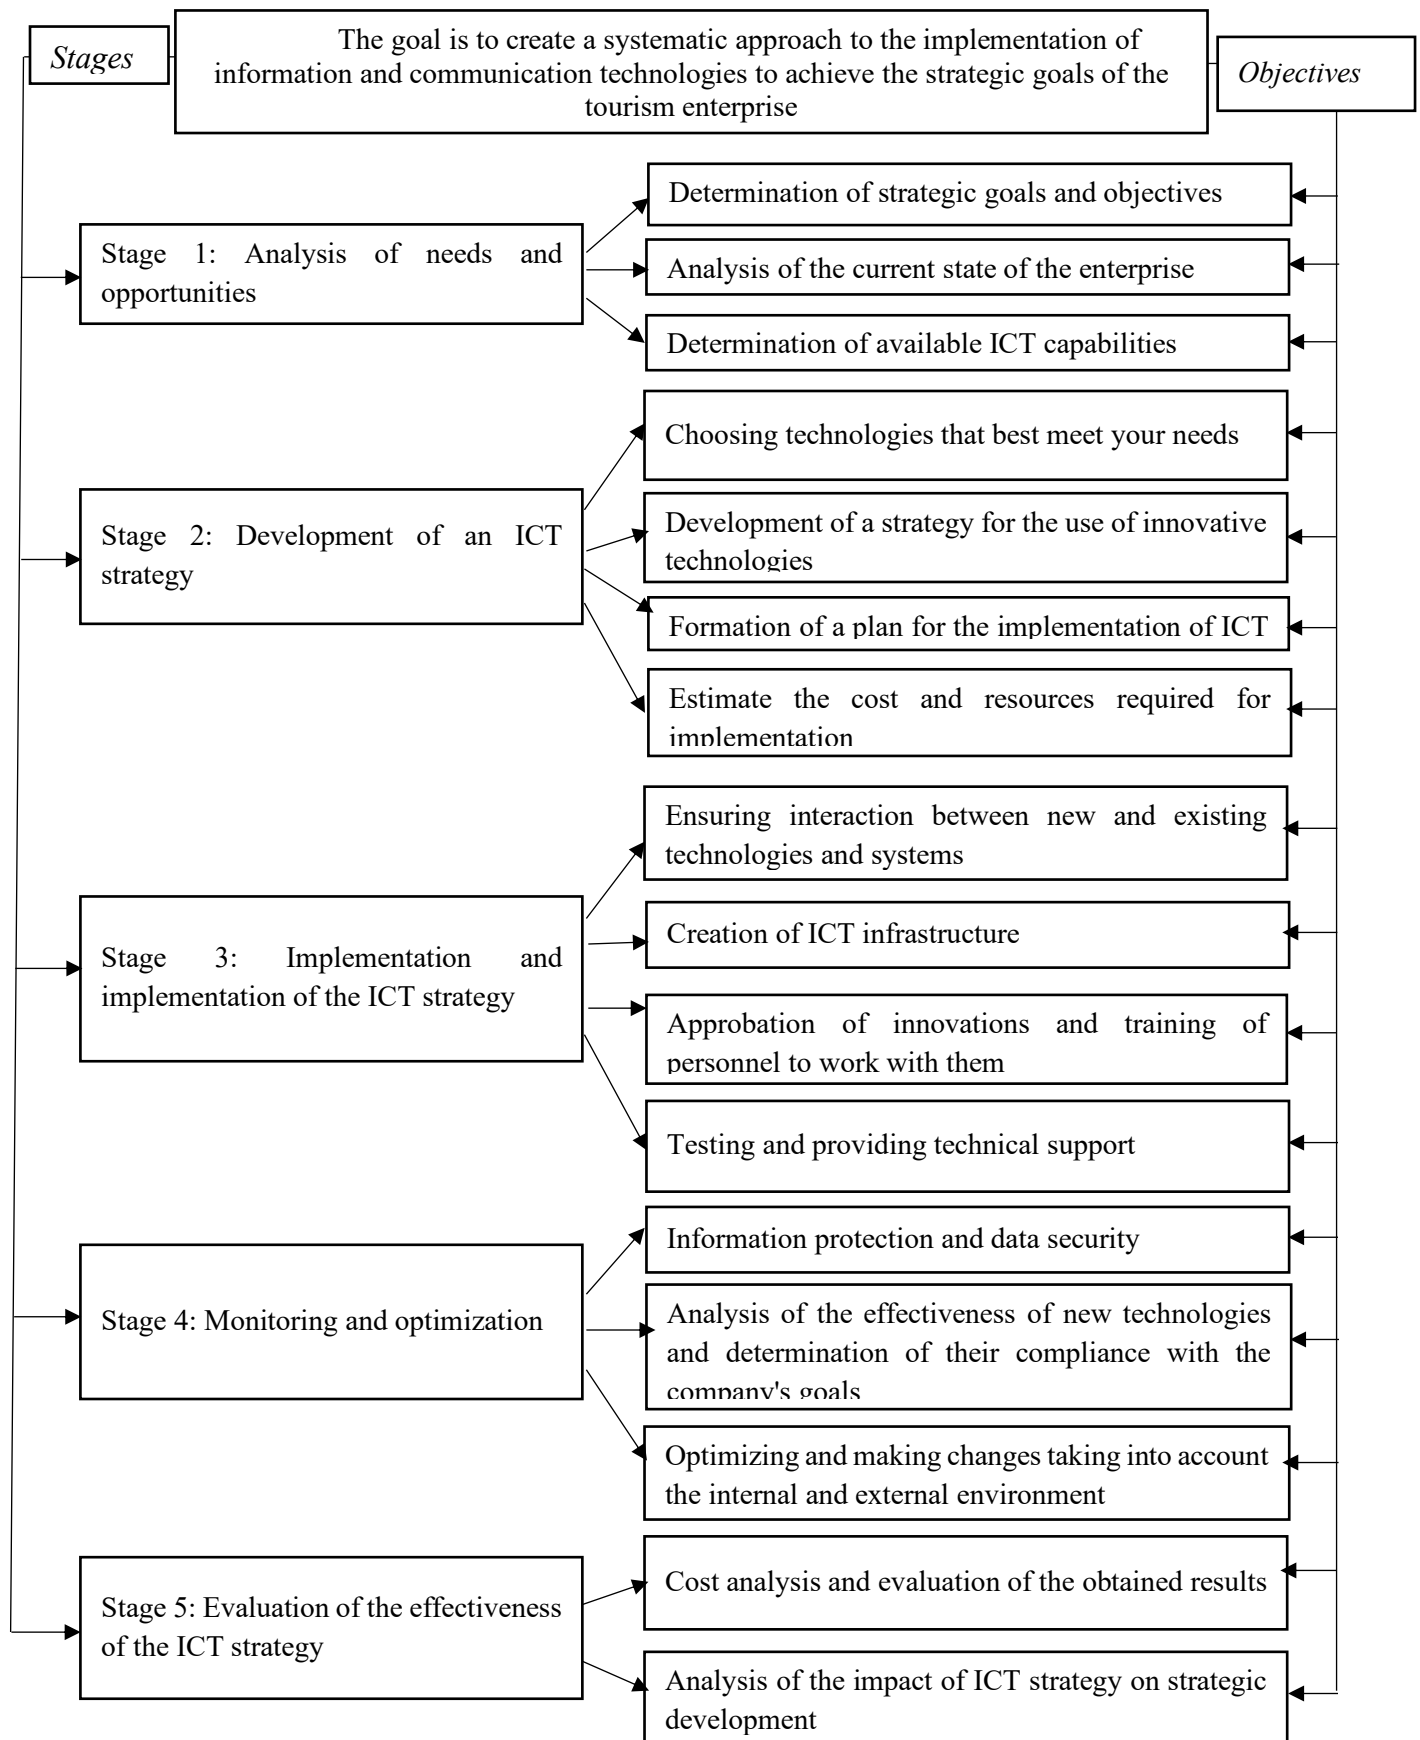 Stages
The goal is to create a systematic approach to the implementation of
information and communication technologies to achieve the strategic goals of the
tourism enterprise
Objectives
Stage 1: Analysis of needs and
opportunities
Determination of strategic goals and objectives
Analysis of the current state of the enterprise
Determination of available ICT capabilities
Stage 2: Development of an ICT
strategy
Choosing technologies that best meet your needs
Development of a strategy for the use of innovative
technologies
Formation of a plan for the implementation of ICT
Estimate the cost and resources required for
implementation
Stage 3: Implementation and
implementation of the ICT strategy
Ensuring interaction between new and existing
technologies and systems
Creation of ICT infrastructure
Approbation of innovations and training of
personnel to work with them
Testing and providing technical support
Stage 4: Monitoring and optimization
Information protection and data security
Analysis of the effectiveness of new technologies
and determination of their compliance with the
company's goals
Optimizing and making changes taking into account
the internal and external environment
Stage 5: Evaluation of the effectiveness
of the ICT strategy
Cost analysis and evaluation of the obtained results
Analysis of the impact of ICT strategy on strategic
development